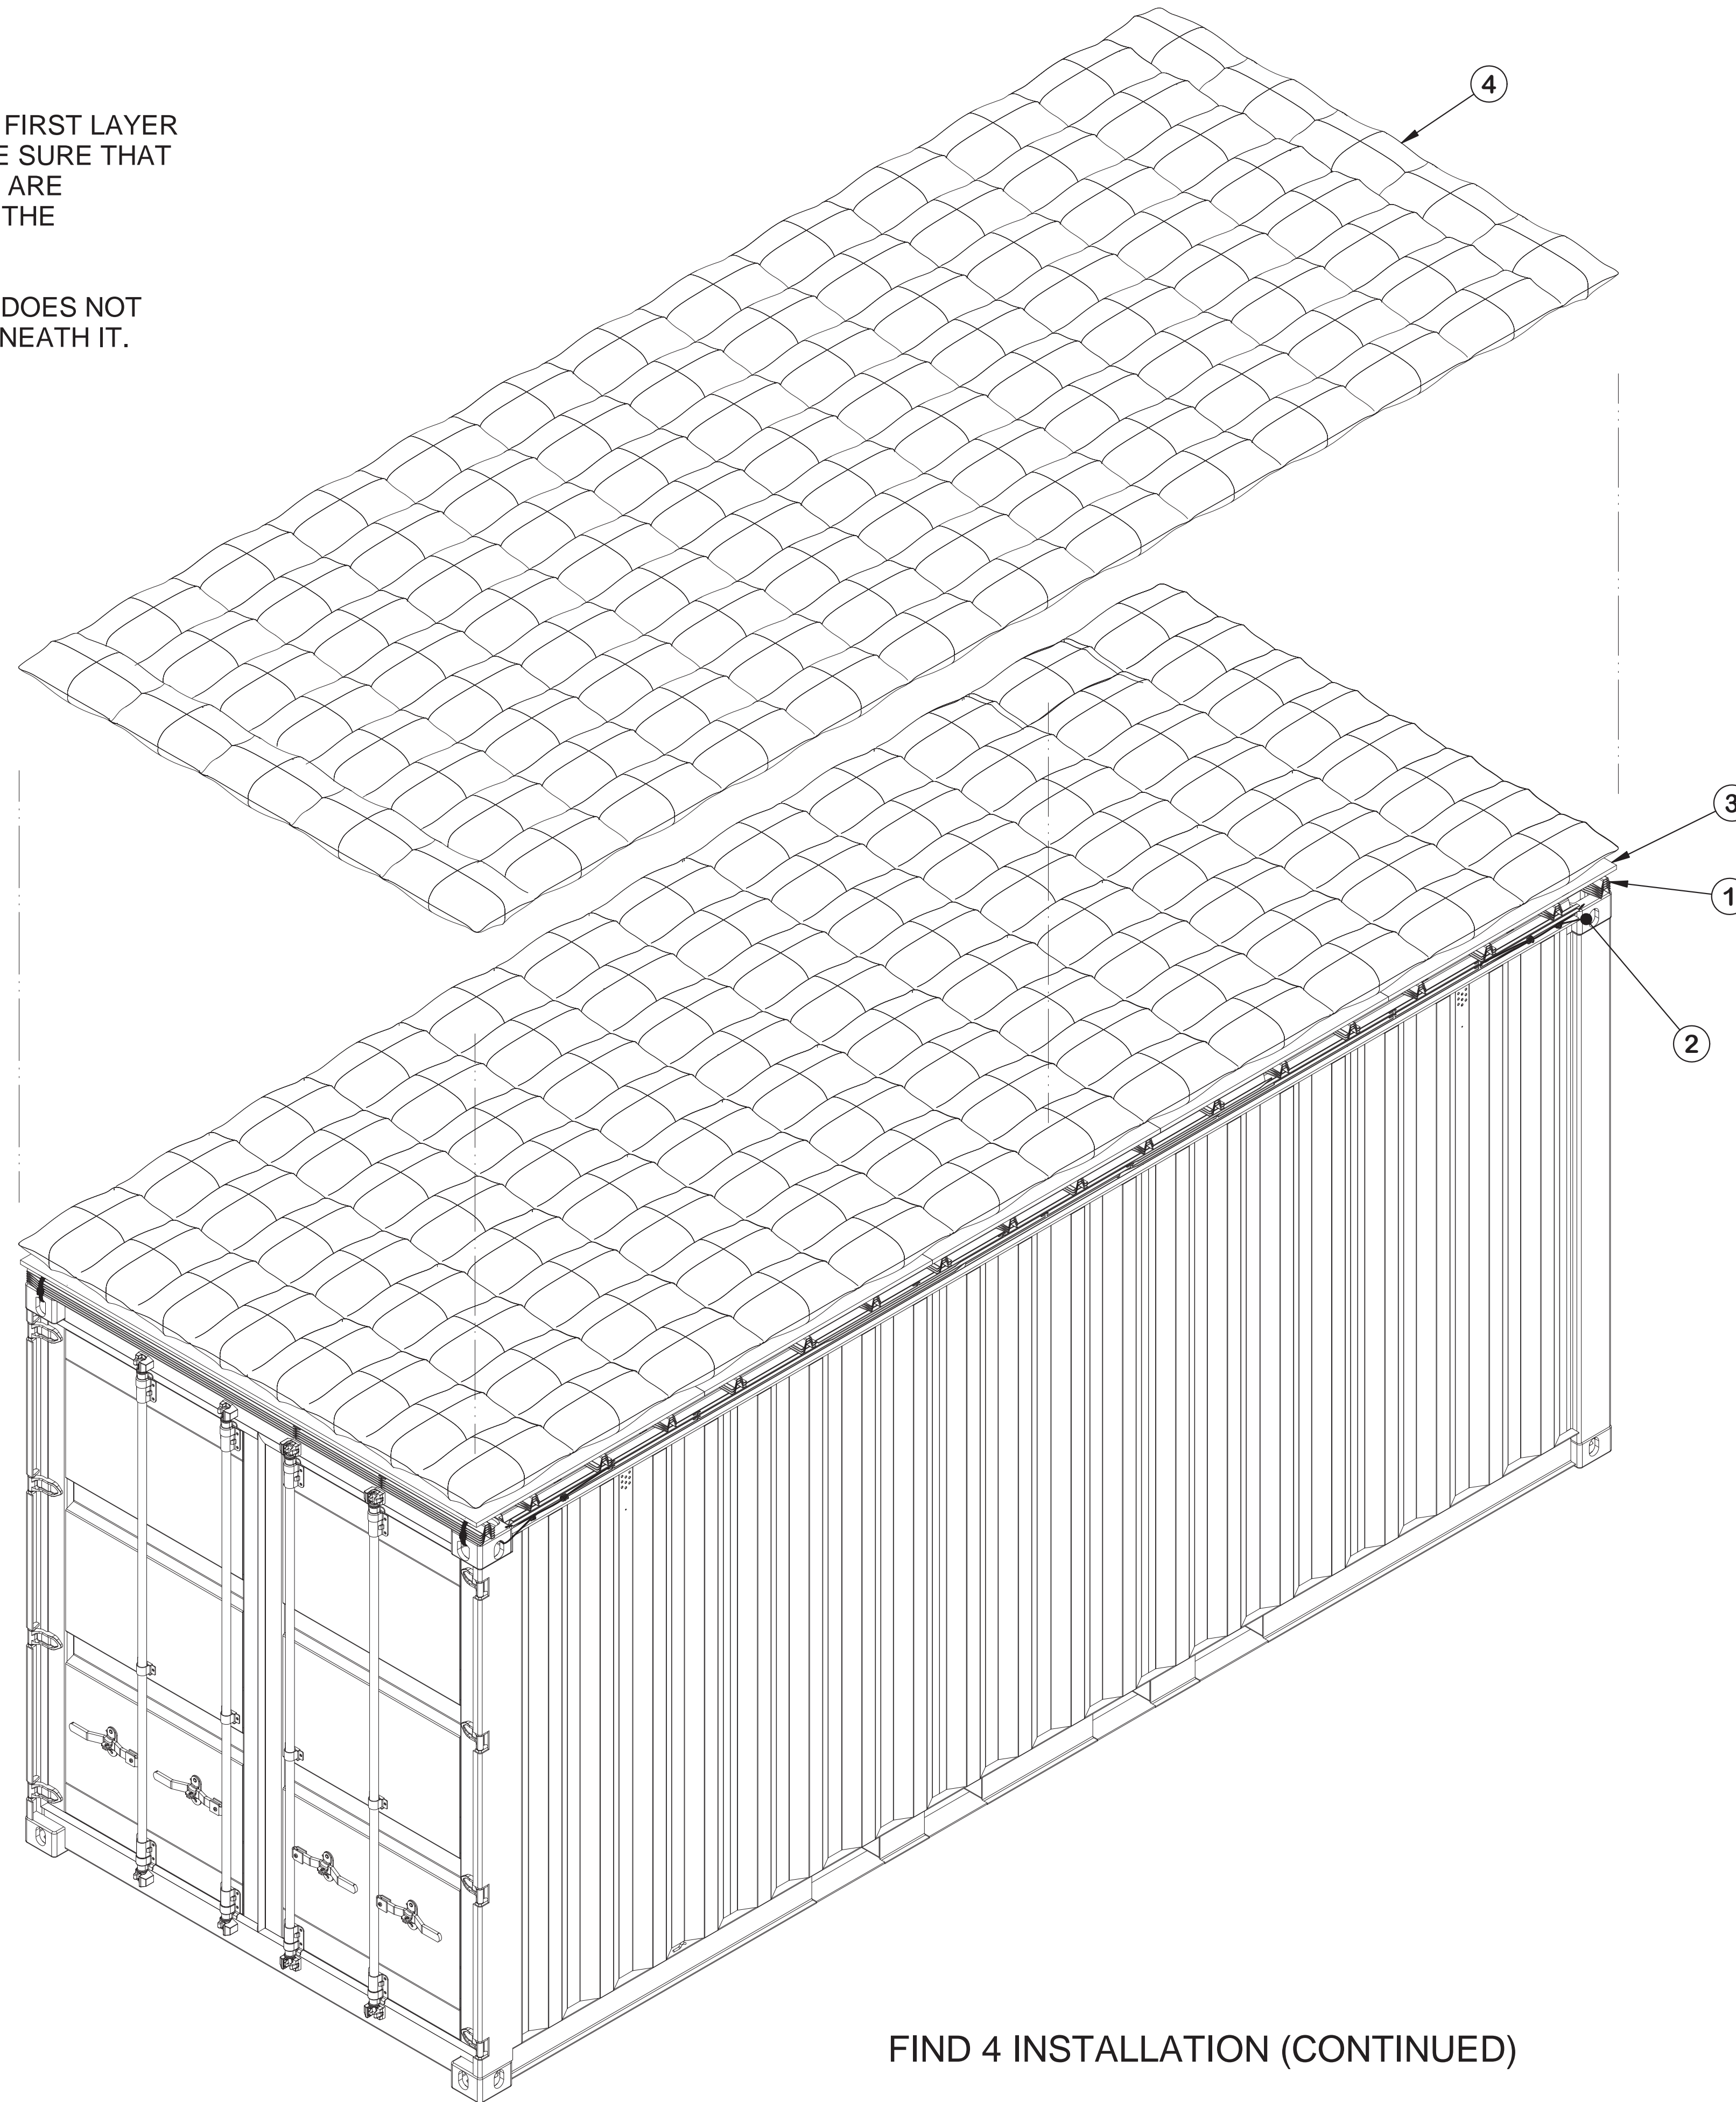 FIRST LAYER
E SURE THAT
ARE
THE
DOES NOT
NEATH IT.
4
3
1
2
FIND 4 INSTALLATION (CONTINUED)